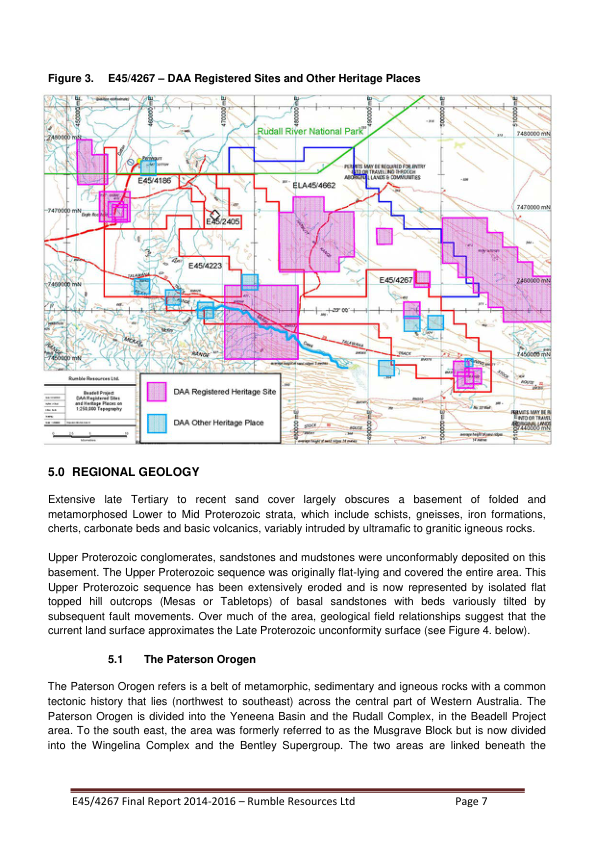 Figure 3. E45/4267 – DAA Registered Sites and Other Heritage Places
Rudall River National Park
7480000 mN
7480000 mN
PERMITS MAY BE REQUIRED FOR ENTRY
INTO OR TRAVELLING THROUGH
ABORIGINAL LANDS & COMMUNITIES
E45/4186
ELA45/4662
7470000 mN
7470000 mN
E45/2405
E45/4223
E45/4267
7460000 mN
7460000 mN
RANGE
7450000 mN
7450000 mN
Rumble Resources Ltd.
Beadell Project
DAA Registered Sites
and Heritage Places on
1:250,000 Topography
DAA Registered Heritage Site
DAA Other Heritage Place
7440000 mN
5.0 REGIONAL GEOLOGY
Extensive late Tertiary to recent sand cover largely obscures a basement of folded and
metamorphosed Lower to Mid Proterozoic strata, which include schists, gneisses, iron formations,
cherts, carbonate beds and basic volcanics, variably intruded by ultramafic to granitic igneous rocks.
Upper Proterozoic conglomerates, sandstones and mudstones were unconformably deposited on this
basement. The Upper Proterozoic sequence was originally flat-lying and covered the entire area. This
Upper Proterozoic sequence has been extensively eroded and is now represented by isolated flat
topped hill outcrops (Mesas or Tabletops) of basal sandstones with beds variously tilted by
subsequent fault movements. Over much of the area, geological field relationships suggest that the
current land surface approximates the Late Proterozoic unconformity surface (see Figure 4. below).
5.1 The Paterson Orogen
The Paterson Orogen refers is a belt of metamorphic, sedimentary and igneous rocks with a common
tectonic history that lies (northwest to southeast) across the central part of Western Australia. The
Paterson Orogen is divided into the Yeneena Basin and the Rudall Complex, in the Beadell Project
area. To the south east, the area was formerly referred to as the Musgrave Block but is now divided
into the Wingelina Complex and the Bentley Supergroup. The two areas are linked beneath the
E45/4267 Final Report 2014-2016 – Rumble Resources Ltd Page 7